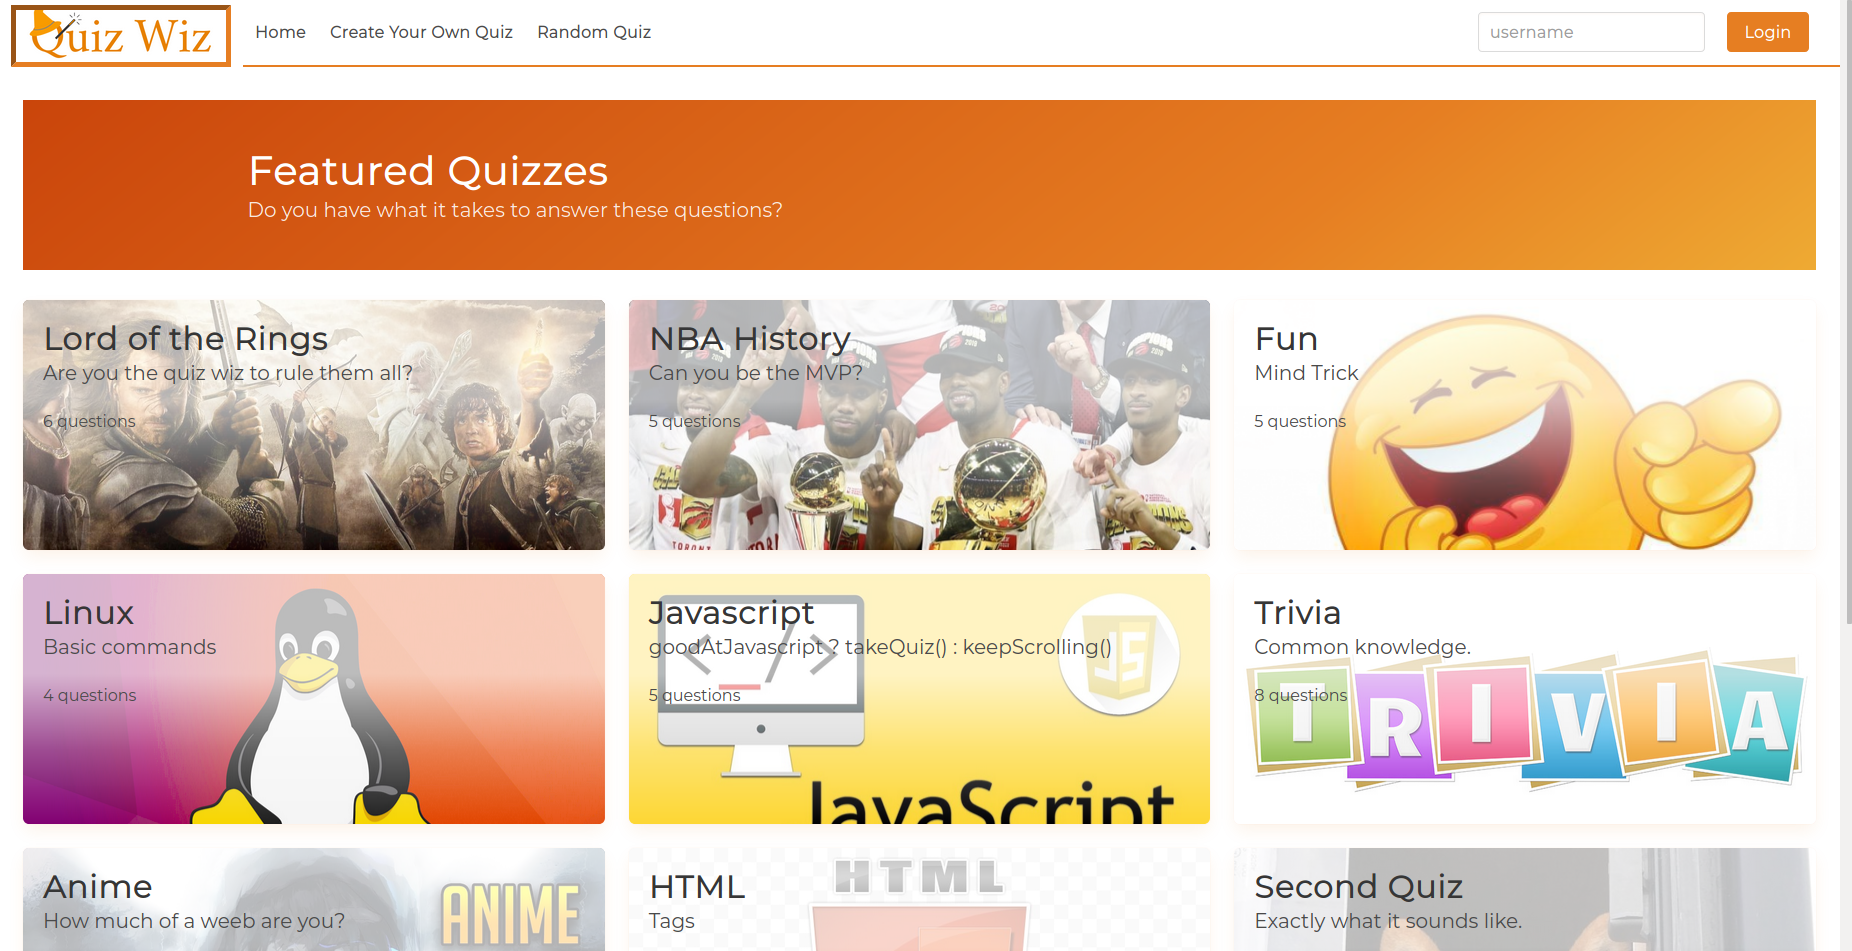 Quiz Wiz
Home
Create Your Own Quiz
Random Quiz
username
Login
Featured Quizzes
Do you have what it takes to answer these questions?
Lord of the Rings
Are you the quiz wiz to rule them all?
6 questions
NBA History
Can you be the MVP?
5 questions
Fun
Mind Trick
5 questions
Linux
Basic commands
4 questions
Javascript
goodAtJavascript ? takeQuiz() : keepScrolling()
5 questions
JS
JavaScript
Trivia
Common knowledge.
8 questions
TRIVIA
Anime
How much of a weeb are you?
ANIME
HTML
Tags
HTML
Second Quiz
Exactly what it sounds like.